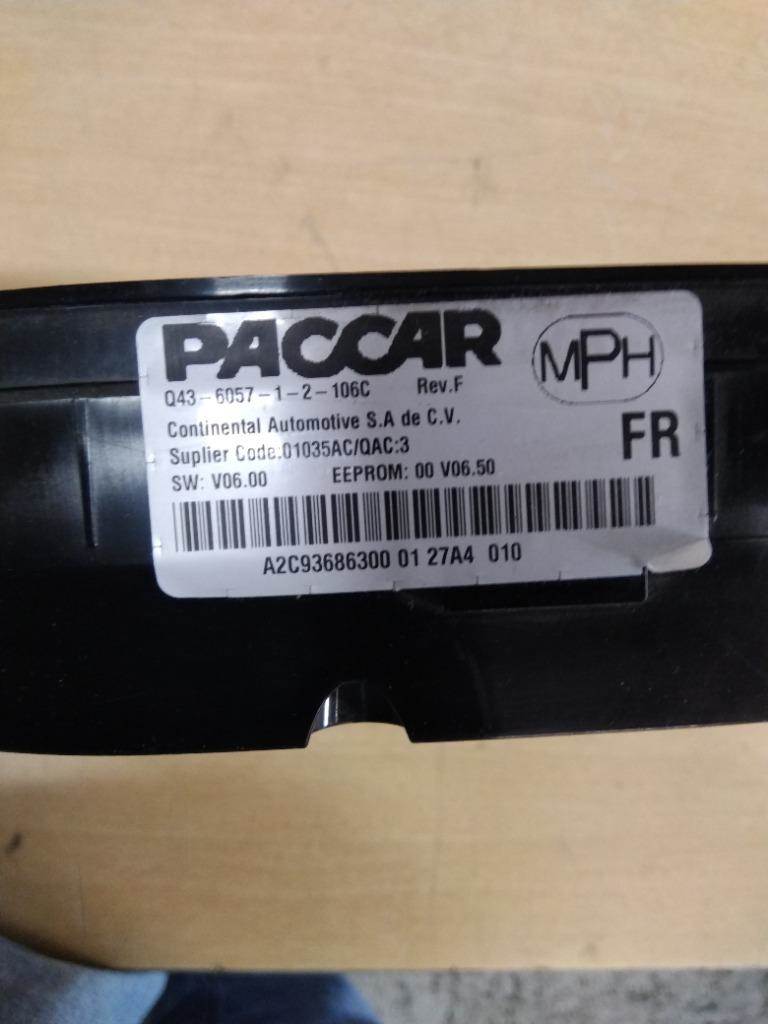 PACCAR
MPH
Q43-6057-1-2-106C Rev.F
Continental Automotive S.A de C.V.
FR
Suplier Code:01035AC/QAC:3
SW: V06.00 EEPROM: 00 V06.50
A2C93686300 01 27A4 010